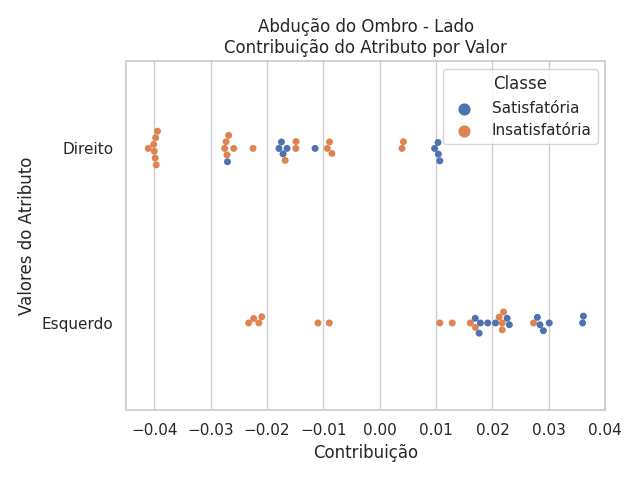 Abdução do Ombro - Lado
Contribuição do Atributo por Valor
Classe
Satisfatória
Insatisfatória
Valores do Atributo
Direito
Esquerdo
−0.04 −0.03 −0.02 −0.01 0.00 0.01 0.02 0.03 0.04
Contribuição